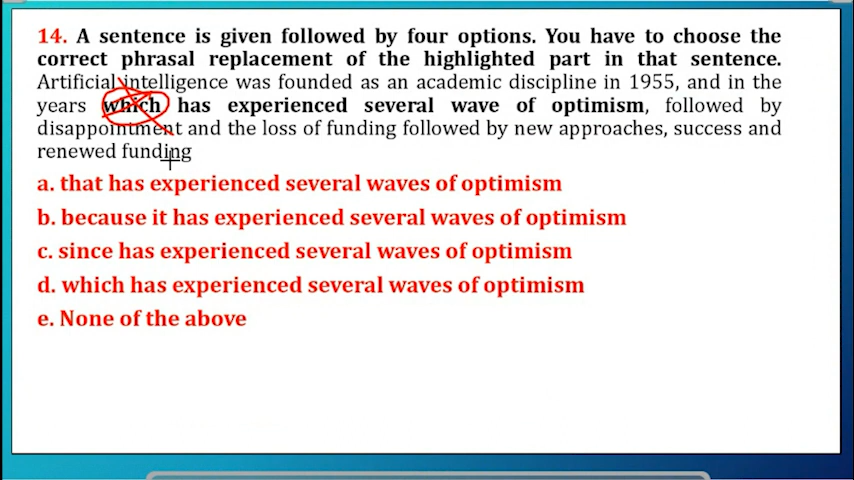 14. A sentence is given followed by four options. You have to choose the
correct phrasal replacement of the highlighted part in that sentence.
Artificial intelligence was founded as an academic discipline in 1955, and in the
years which has experienced several wave of optimism, followed by
disappointment and the loss of funding followed by new approaches, success and
renewed funding
a. that has experienced several waves of optimism
b. because it has experienced several waves of optimism
c. since has experienced several waves of optimism
d. which has experienced several waves of optimism
e. None of the above